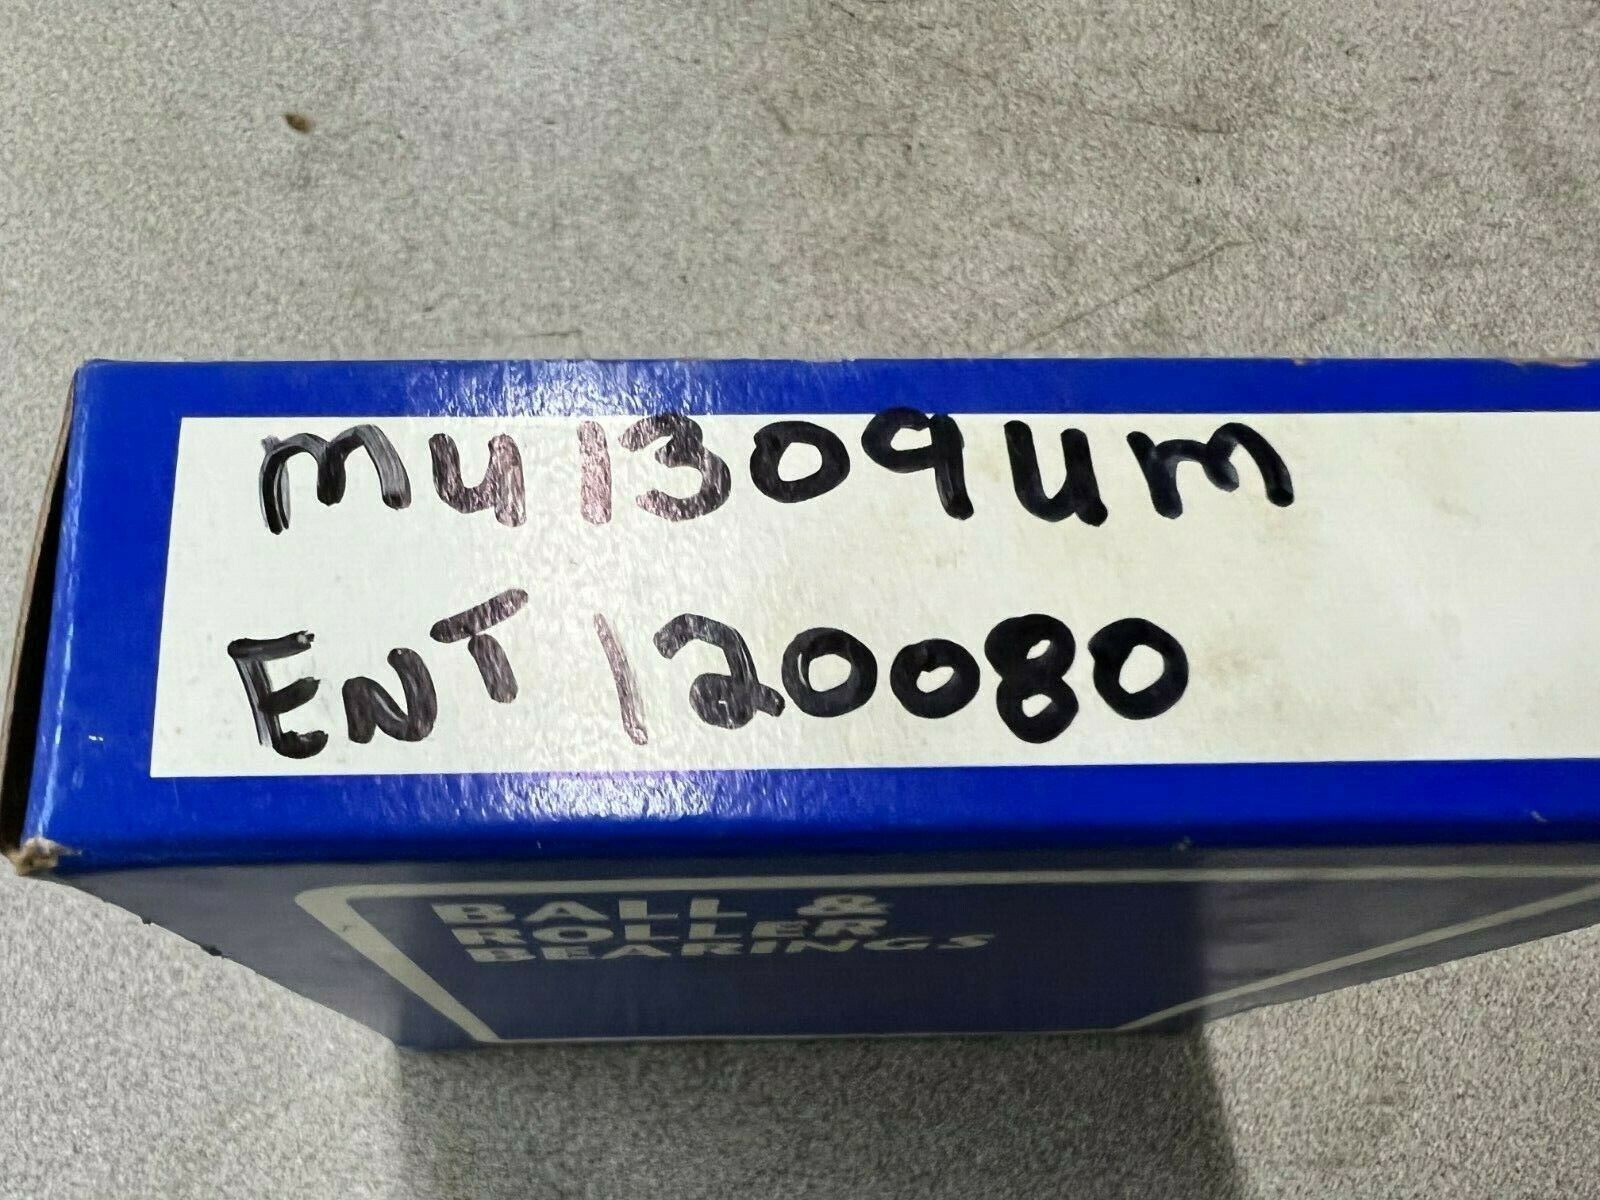 MU1309UM
ENT 120080
BALL &
ROLLER
BEARINGS